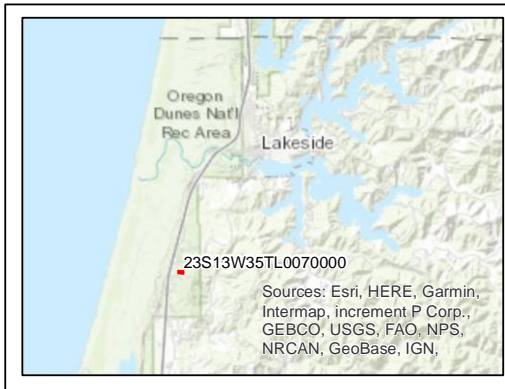 Oregon
Dunes Nat'l
Rec Area
Lakeside
23S13W35TL0070000
Sources: Esri, HERE, Garmin,
Intermap, increment P Corp.,
GEBCO, USGS, FAO, NPS,
NRCAN, GeoBase, IGN,